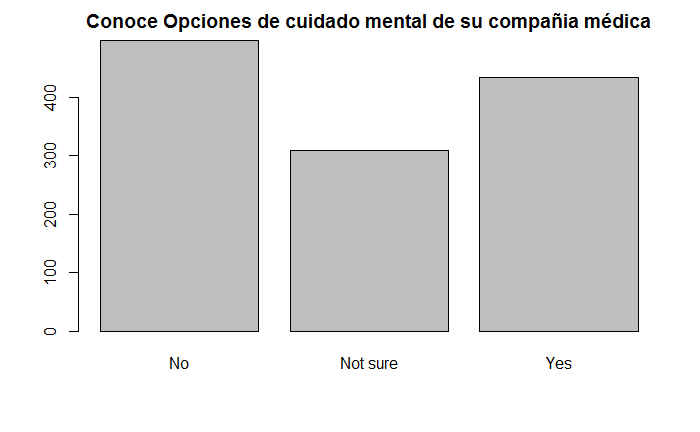 Conoce Opciones de cuidado mental de su compañia médica
400
300
200
100
0
No Not sure Yes